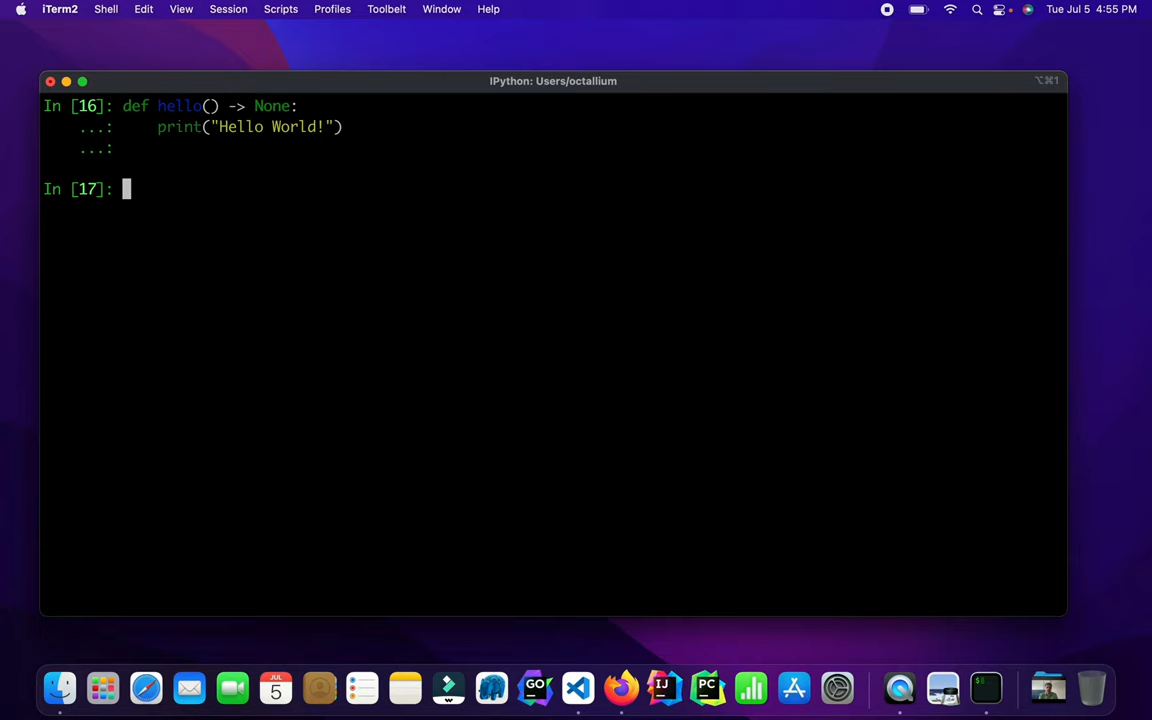 iTerm2 Shell Edit View Session Scripts Profiles Toolbelt Window Help Tue Jul 5 4:55 PM
IPython: Users/octallium ⌥⌘1
In [16]: def hello() -> None:
...: print("Hello World!")
...:
In [17]:
JUL
5
GO
IJ
PC
$